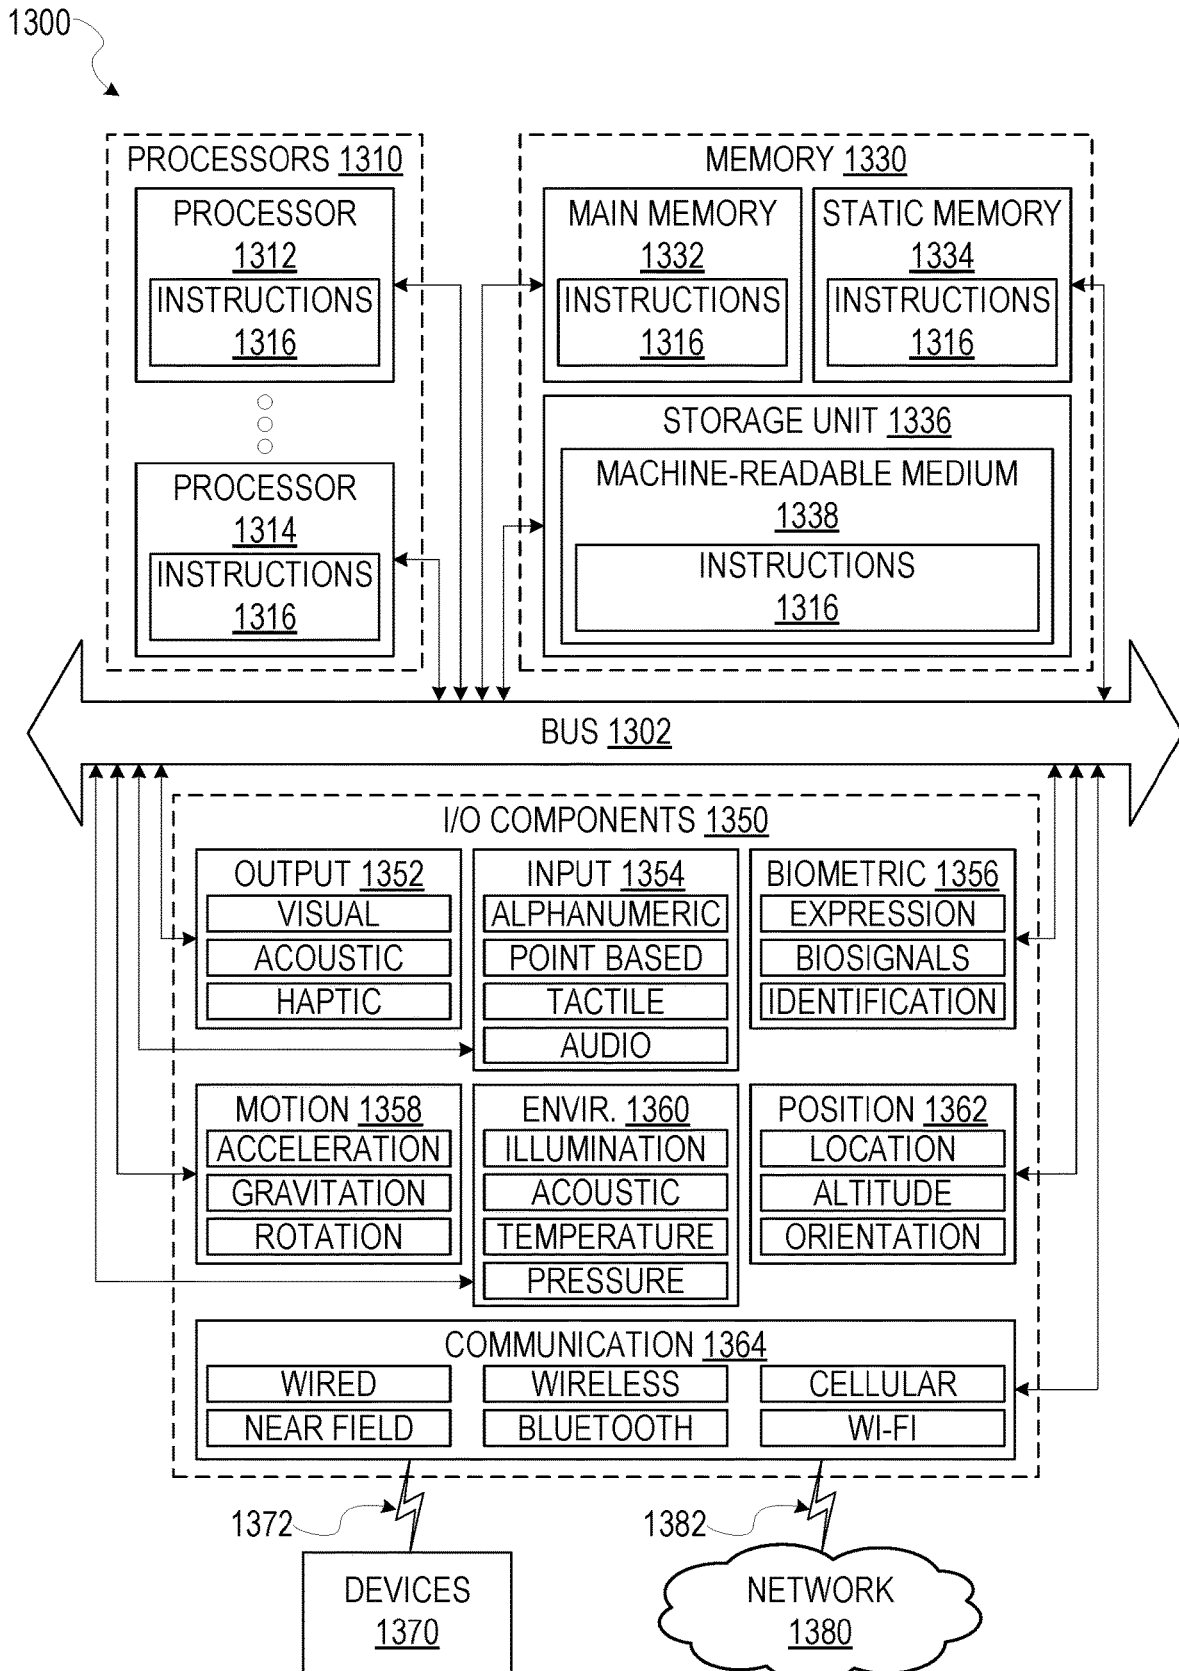 1300
PROCESSORS 1310
PROCESSOR
1312
INSTRUCTIONS
1316
PROCESSOR
1314
INSTRUCTIONS
1316
MEMORY 1330
MAIN MEMORY
1332
INSTRUCTIONS
1316
STATIC MEMORY
1334
INSTRUCTIONS
1316
STORAGE UNIT 1336
MACHINE-READABLE MEDIUM
1338
INSTRUCTIONS
1316
BUS 1302
I/O COMPONENTS 1350
OUTPUT 1352
VISUAL
ACOUSTIC
HAPTIC
INPUT 1354
ALPHANUMERIC
POINT BASED
TACTILE
AUDIO
BIOMETRIC 1356
EXPRESSION
BIOSIGNALS
IDENTIFICATION
MOTION 1358
ACCELERATION
GRAVITATION
ROTATION
ENVIR. 1360
ILLUMINATION
ACOUSTIC
TEMPERATURE
PRESSURE
POSITION 1362
LOCATION
ALTITUDE
ORIENTATION
COMMUNICATION 1364
WIRED
WIRELESS
CELLULAR
NEAR FIELD
BLUETOOTH
WI-FI
1372
1382
DEVICES
1370
NETWORK
1380